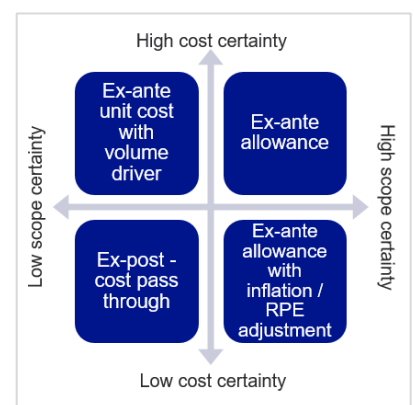 High cost certainty
Ex-ante
unit cost
with
volume
driver
Ex-ante
allowance
Low scope certainty
High scope certainty
Ex-post -
cost pass
through
Ex-ante
allowance
with
inflation /
RPE
adjustment
Low cost certainty